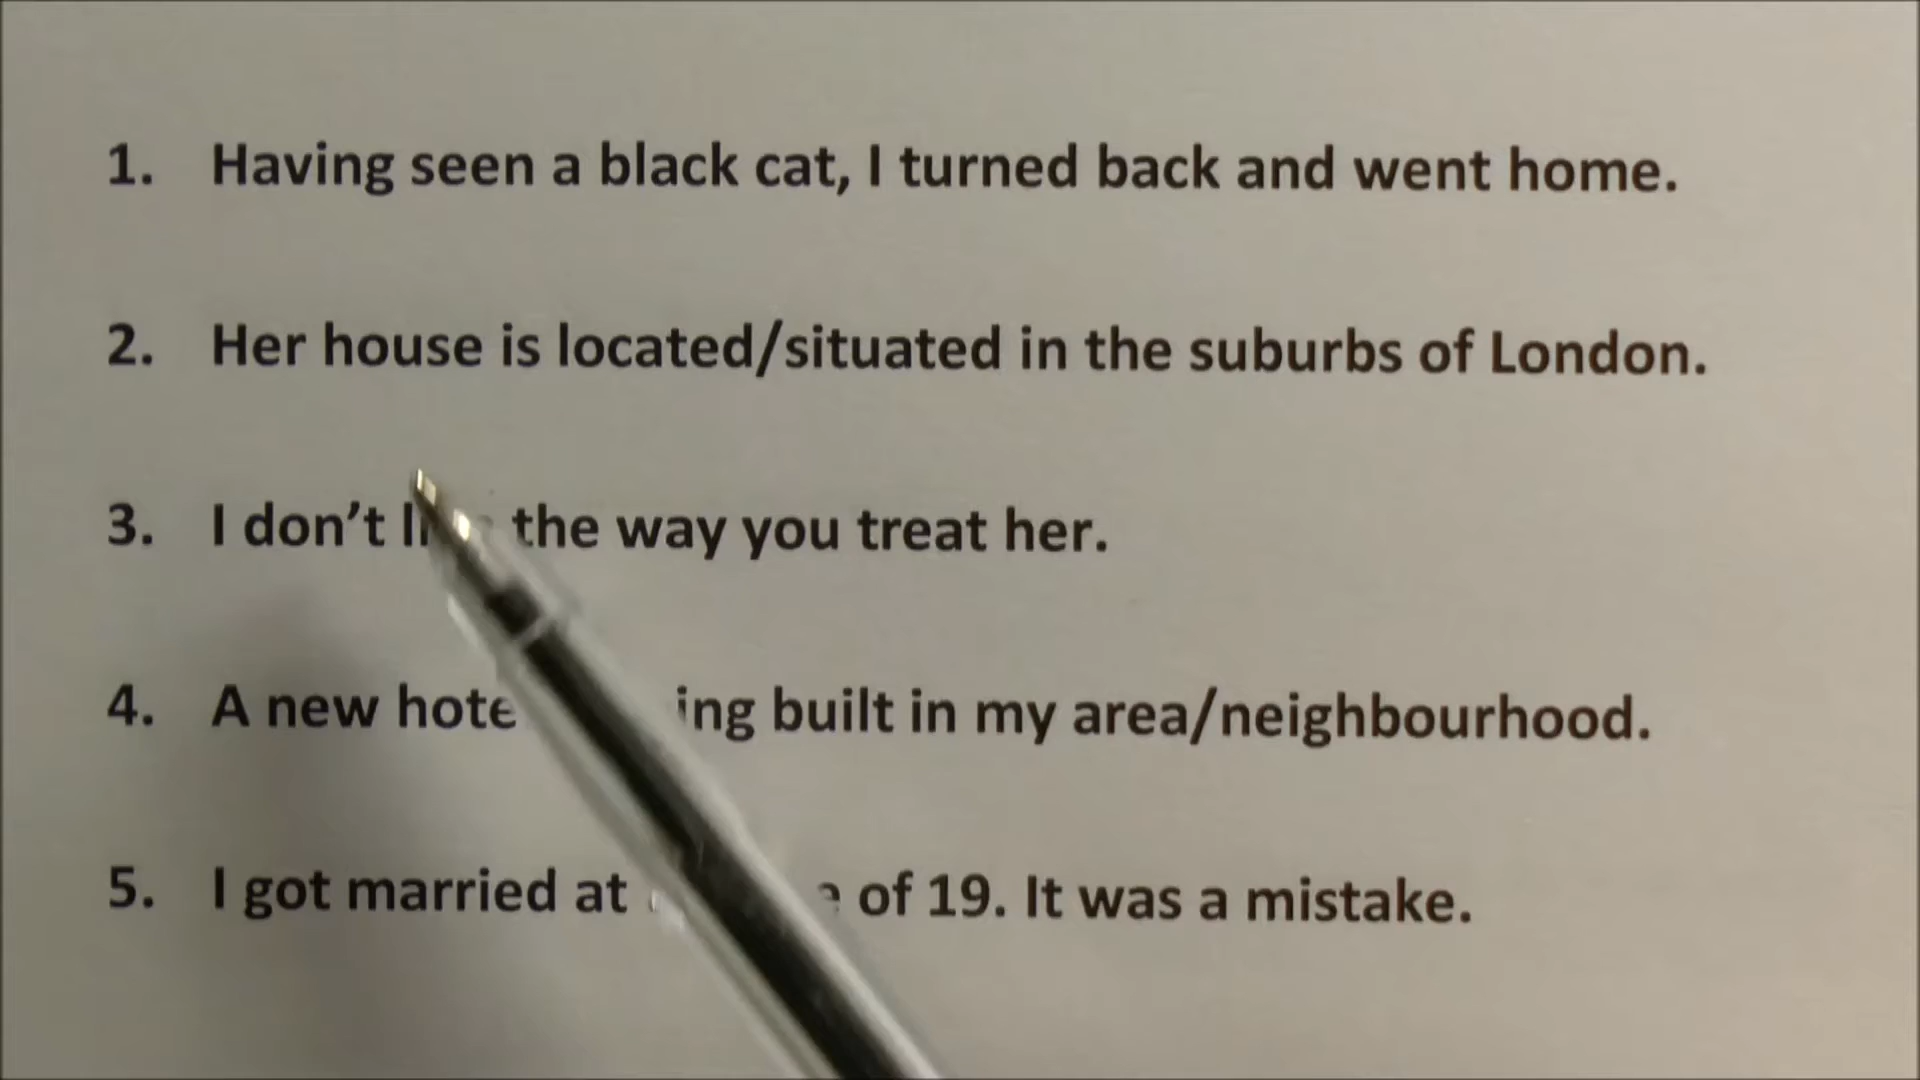 1. Having seen a black cat, I turned back and went home.
2. Her house is located/situated in the suburbs of London.
3. I don't the way you treat her.
4. A new built in my area/neighbourhood.
5. I got married at of 19. It was a mistake.